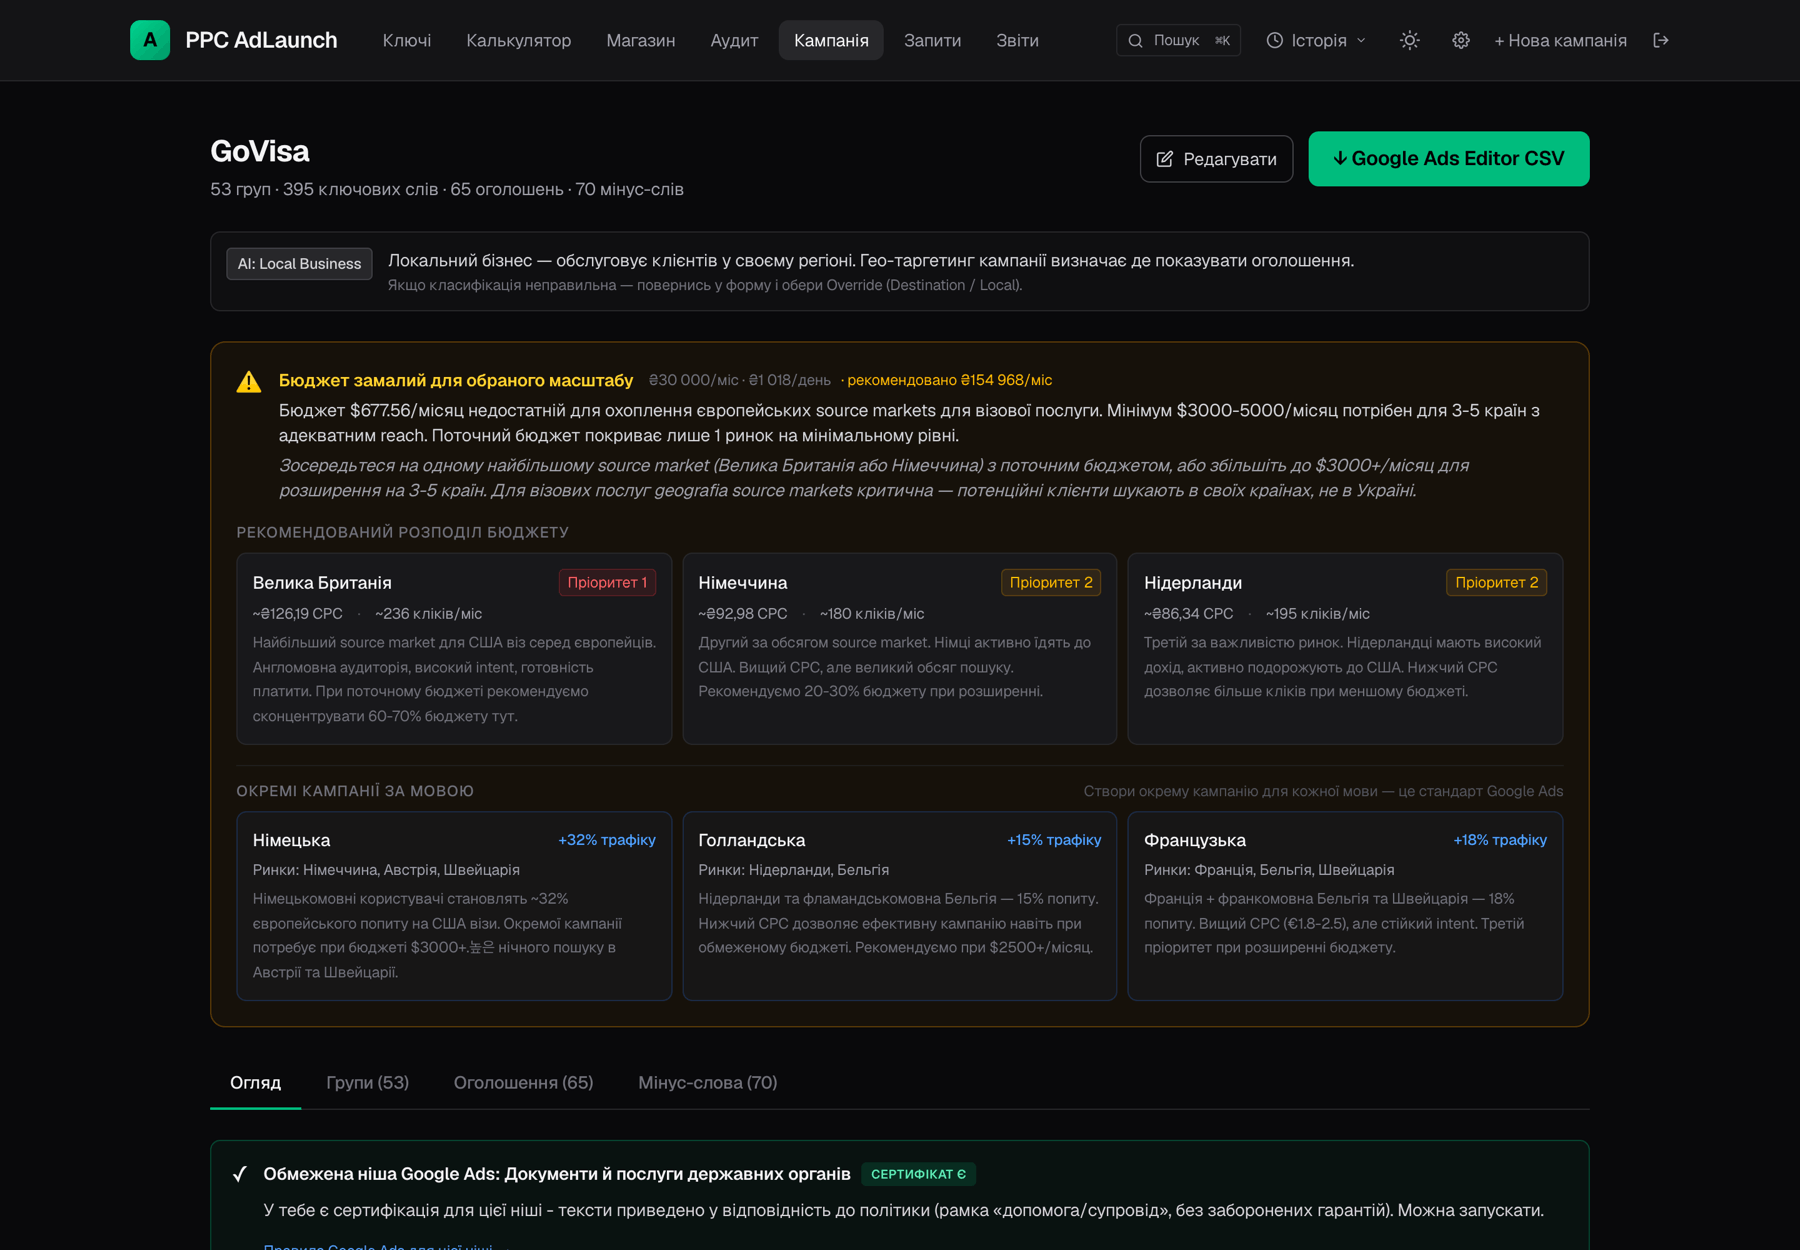 A PPC AdLaunch Ключі Калькулятор Магазин Аудит Кампанія Запити Звіти Пошук ⌘K Історія + Нова кампанія
GoVisa
53 груп · 395 ключових слів · 65 оголошень · 70 мінус-слів
Редагувати
↓ Google Ads Editor CSV
AI: Local Business
Локальний бізнес — обслуговує клієнтів у своєму регіоні. Гео-таргетинг кампанії визначає де показувати оголошення.
Якщо класифікація неправильна — повернись у форму і обери Override (Destination / Local).
Бюджет замалий для обраного масштабу ₴30 000/міс · ₴1 018/день · рекомендовано ₴154 968/міс
Бюджет $677.56/місяц недостатній для охоплення європейських source markets для візової послуги. Мінімум $3000-5000/місяц потрібен для 3-5 країн з
адекватним reach. Поточний бюджет покриває лише 1 ринок на мінімальному рівні.
Зосередьтеся на одному найбільшому source market (Велика Британія або Німеччина) з поточним бюджетом, або збільшіть до $3000+/місяц для
розширення на 3-5 країн. Для візових послуг geografia source markets критична — потенційні клієнти шукають в своїх країнах, не в Україні.
РЕКОМЕНДОВАНИЙ РОЗПОДІЛ БЮДЖЕТУ
Велика Британія Пріоритет 1
~₴126,19 CPC · ~236 кліків/міс
Найбільший source market для США віз серед європейців.
Англомовна аудиторія, високий intent, готовність
платити. При поточному бюджеті рекомендуємо
сконцентрувати 60-70% бюджету тут.
Німеччина Пріоритет 2
~₴92,98 CPC · ~180 кліків/міс
Другий за обсягом source market. Німці активно їдять до
США. Вищий CPC, але великий обсяг пошуку.
Рекомендуємо 20-30% бюджету при розширенні.
Нідерланди Пріоритет 2
~₴86,34 CPC · ~195 кліків/міс
Третій за важливістю ринок. Нідерландці мають високий
дохід, активно подорожують до США. Нижчий CPC
дозволяє більше кліків при меншому бюджеті.
ОКРЕМІ КАМПАНІЇ ЗА МОВОЮ
Створи окрему кампанію для кожної мови — це стандарт Google Ads
Німецька +32% трафіку
Ринки: Німеччина, Австрія, Швейцарія
Німецькомовні користувачі становлять ~32%
європейського попиту на США візи. Окремої кампанії
потребує при бюджеті $3000+.높은 нічного пошуку в
Австрії та Швейцарії.
Голландська +15% трафіку
Ринки: Нідерланди, Бельгія
Нідерланди та фламандськомовна Бельгія — 15% попиту.
Нижчий CPC дозволяє ефективну кампанію навіть при
обмеженому бюджеті. Рекомендуємо при $2500+/місяц.
Французька +18% трафіку
Ринки: Франція, Бельгія, Швейцарія
Франція + франкомовна Бельгія та Швейцарія — 18%
попиту. Вищий CPC (€1.8-2.5), але стійкий intent. Третій
пріоритет при розширенні бюджету.
Огляд Групи (53) Оголошення (65) Мінус-слова (70)
Обмежена ніша Google Ads: Документи й послуги державних органів СЕРТИФІКАТ Є
У тебе є сертифікація для цієї ніші - тексти приведено у відповідність до політики (рамка «допомога/супровід», без заборонених гарантій). Можна запускати.
Правила Google Ads для цієї ніші